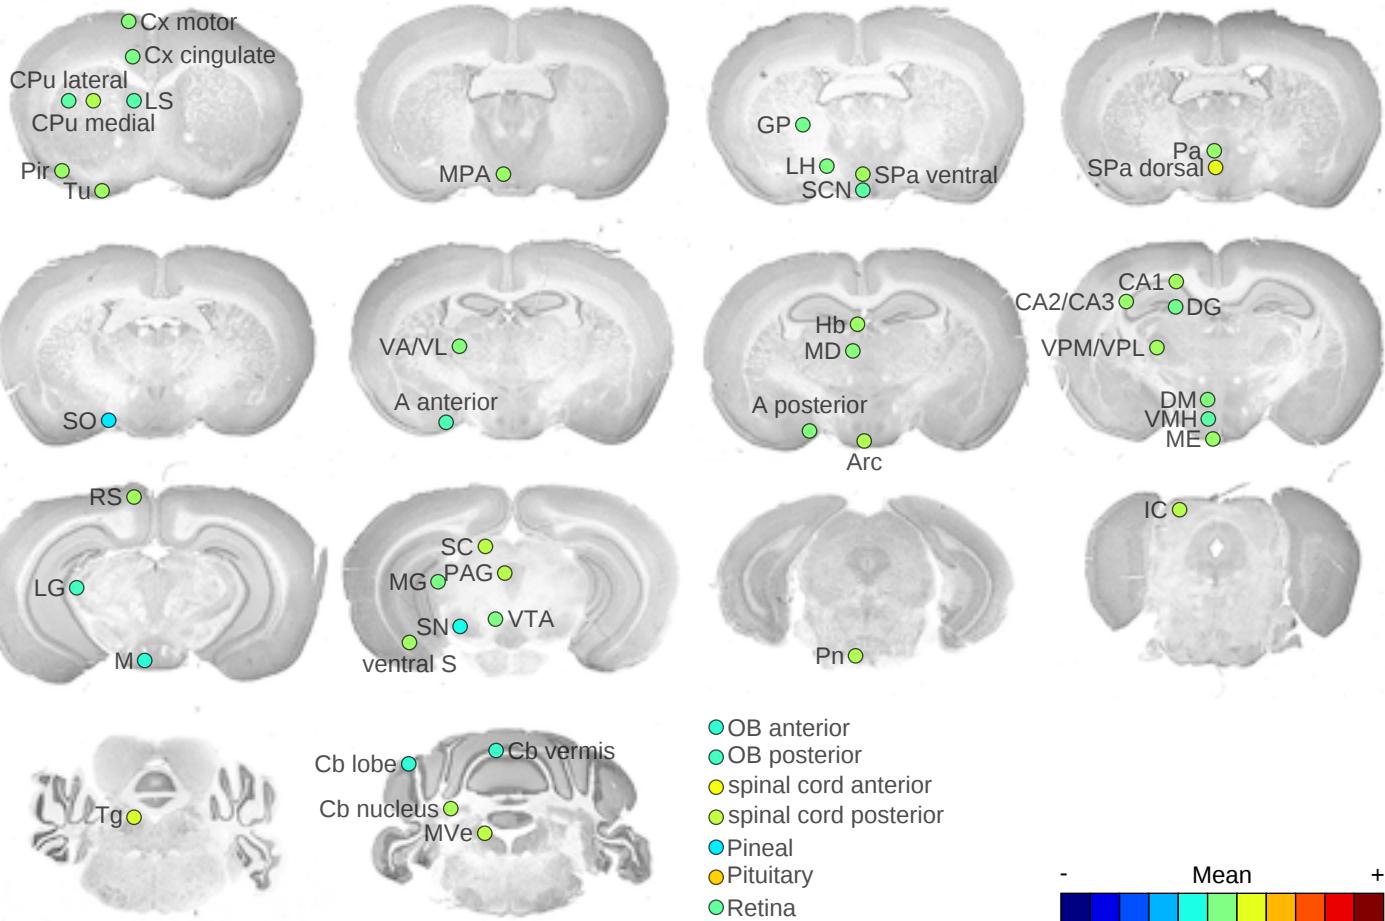 Cx motor
Cx cingulate
CPu lateral
LS
CPu medial
Pir
Tu
MPA
GP
LH
SPa ventral
SCN
Pa
SPa dorsal
SO
VA/VL
A anterior
Hb
MD
A posterior
Arc
CA1
CA2/CA3
DG
VPM/VPL
DM
VMH
ME
RS
LG
M
SC
PAG
MG
SN
VTA
ventral S
Pn
IC
Tg
Cb lobe
Cb vermis
Cb nucleus
MVe
OB anterior
OB posterior
spinal cord anterior
spinal cord posterior
Pineal
Pituitary
Retina
- Mean +